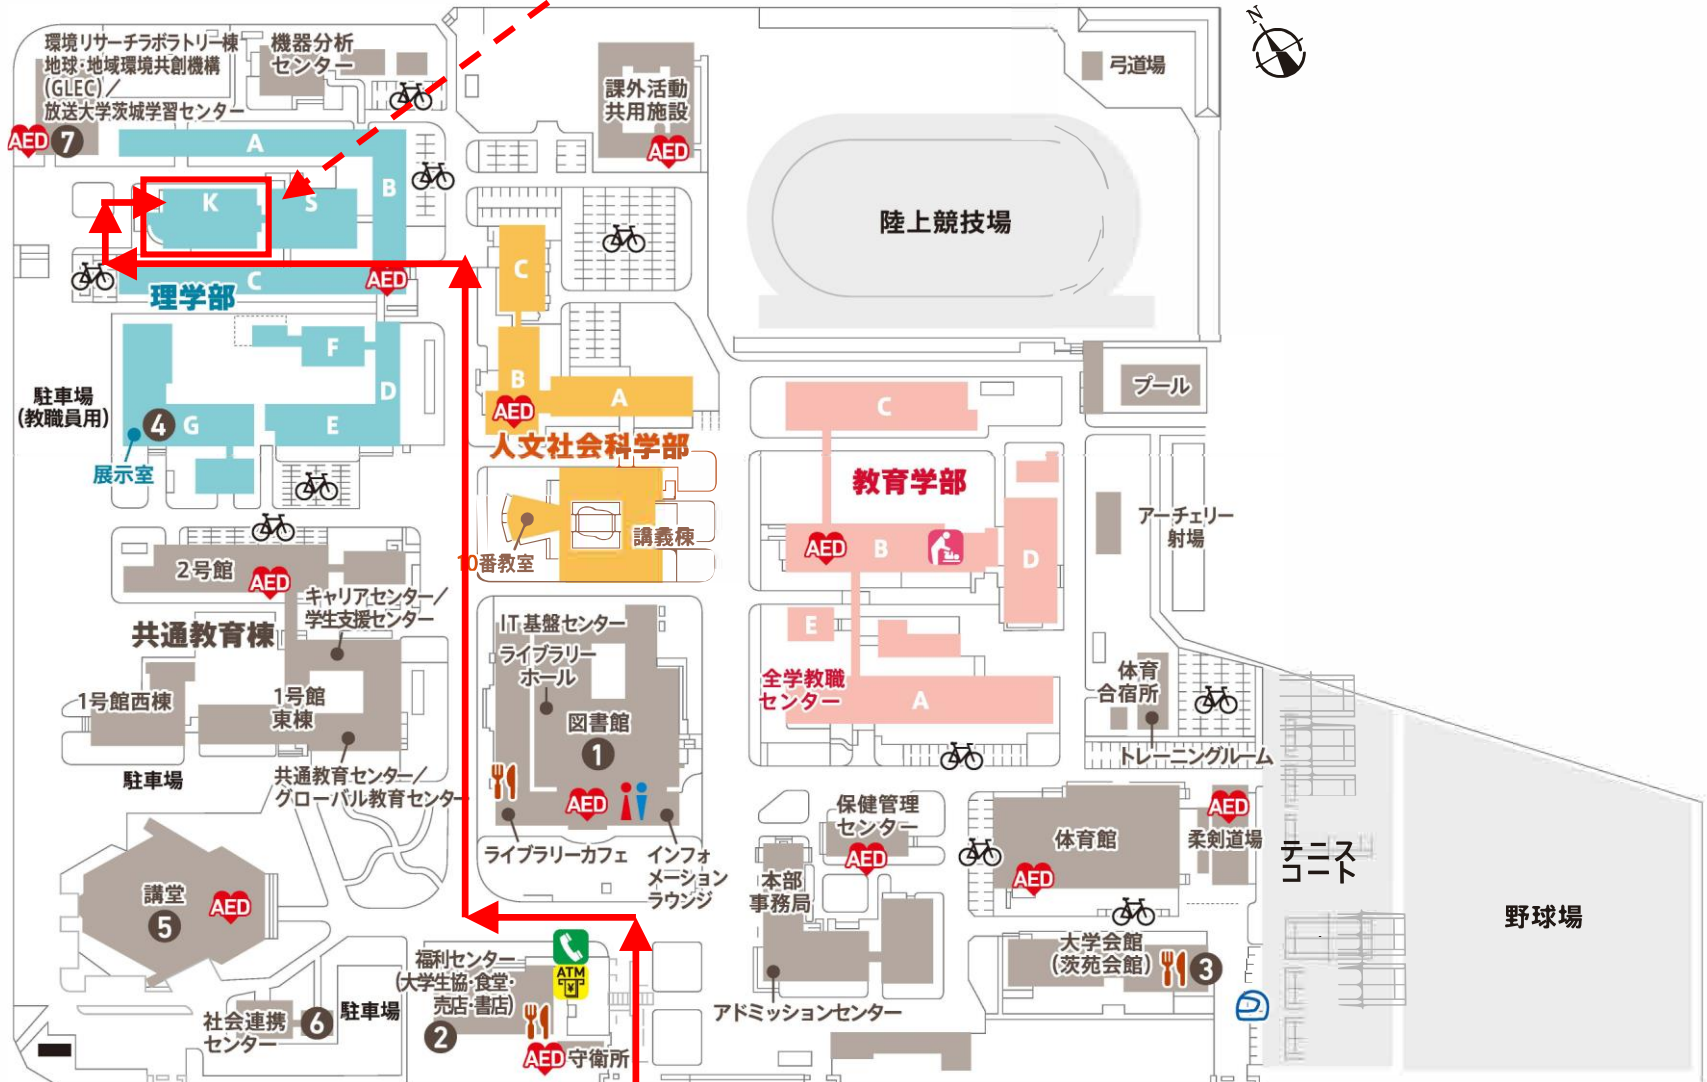 環境リサーチラボラトリー棟
地球・地域環境共創機構
(GLEC)／
放送大学茨城学習センター
AED 7
機器分析
センター
課外活動
共用施設
AED
N
弓道場
A
B
K
S
C
AED
理学部
陸上競技場
C
B
A
AED
人文社会科学部
F
D
G
E
4
展示室
駐車場
(教職員用)
10番教室
講義棟
プール
C
教育学部
AED
B
D
E
A
全学教職
センター
アーチェリー
射場
体育
合宿所
トレーニングルーム
2号館
AED
キャリアセンター／
学生支援センター
共通教育棟
1号館西棟
1号館
東棟
駐車場
共通教育センター／
グローバル教育センター
IT基盤センター
ライブラリー
ホール
図書館
1
AED
ライブラリーカフェ
インフォ
メーション
ラウンジ
講堂
5
AED
保健管理
センター
AED
本部
事務局
アドミッションセンター
体育館
AED
AED
柔剣道場
テニス
コート
野球場
大学会館
(茨苑会館)
3
福利センター
(大学生協・食堂・
売店・書店)
2
ATM
¥
AED 守衛所
駐車場
社会連携
センター
6